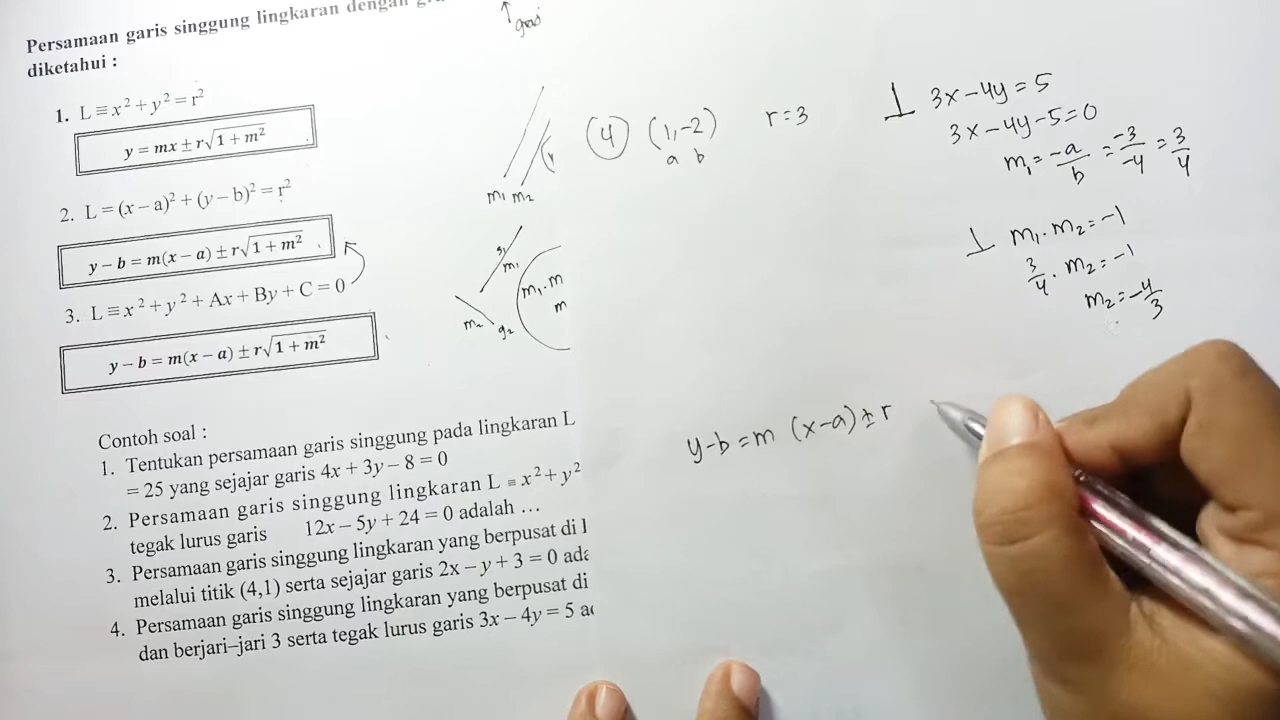 Persamaan garis singgung lingkaran dengan
diketahui :
1. L ≡ x² + y² = r²
y = mx ± r√1 + m²
2. L = (x – a)² + (y – b)² = r²
y – b = m(x – a) ± r√1 + m²
3. L ≡ x² + y² + Ax + By + C = 0
y – b = m(x – a) ± r√1 + m²
Contoh soal :
1. Tentukan persamaan garis singgung pada lingkaran L
= 25 yang sejajar garis 4x + 3y – 8 = 0
2. Persamaan garis singgung lingkaran L ≡ x² + y²
tegak lurus garis 12x – 5y + 24 = 0 adalah ...
3. Persamaan garis singgung lingkaran yang berpusat di
melalui titik (4,1) serta sejajar garis 2x – y + 3 = 0
4. Persamaan garis singgung lingkaran yang berpusat di
dan berjari–jari 3 serta tegak lurus garis 3x – 4y = 5
m₁ m₂
m₁
m₂ g₂
m₁.m
m
4 (1,-2) r = 3
a b
⊥ 3x – 4y = 5
3x – 4y – 5 = 0
m₁ = -a/b = -3/-4 = 3/4
⊥ m₁. m₂ = -1
3/4 . m₂ = -1
m₂ = -4/3
y-b = m (x-a) ± r